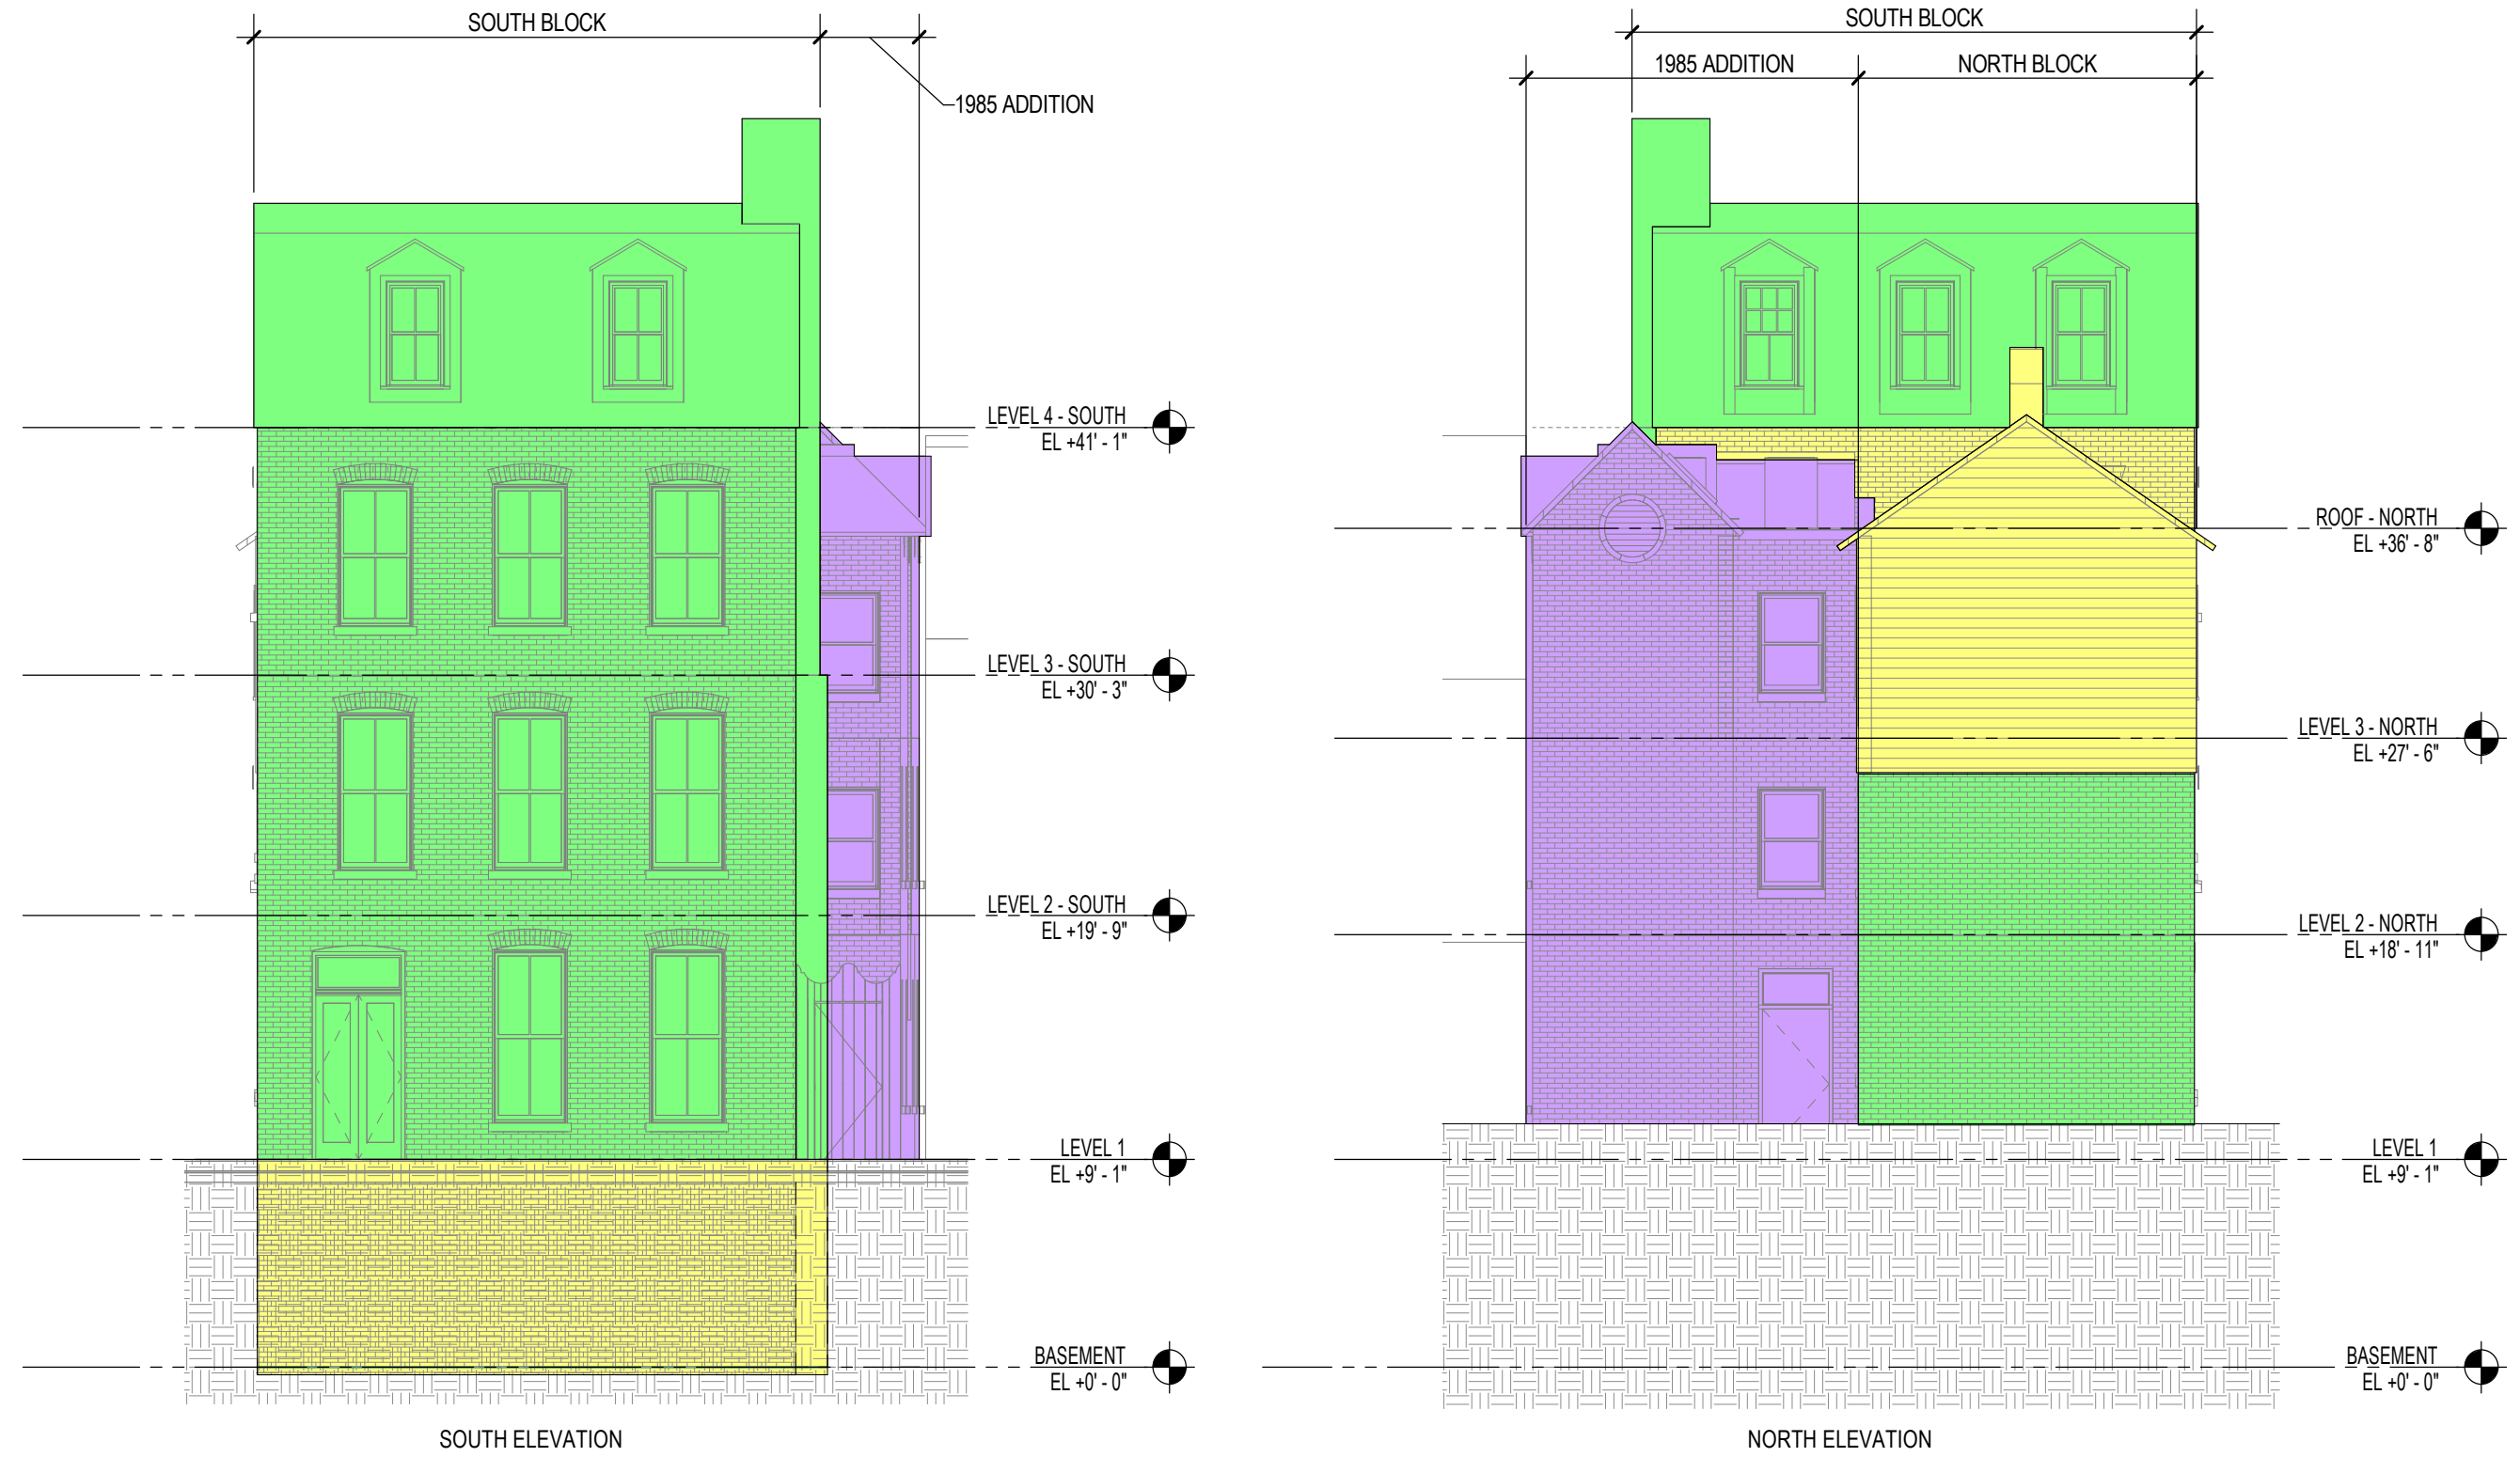 SOUTH BLOCK
1985 ADDITION
LEVEL 4 - SOUTH
EL +41' - 1"
LEVEL 3 - SOUTH
EL +30' - 3"
LEVEL 2 - SOUTH
EL +19' - 9"
LEVEL 1
EL +9' - 1"
BASEMENT
EL +0' - 0"
SOUTH ELEVATION
SOUTH BLOCK
1985 ADDITION
NORTH BLOCK
ROOF - NORTH
EL +36' - 8"
LEVEL 3 - NORTH
EL +27' - 6"
LEVEL 2 - NORTH
EL +18' - 11"
LEVEL 1
EL +9' - 1"
BASEMENT
EL +0' - 0"
NORTH ELEVATION